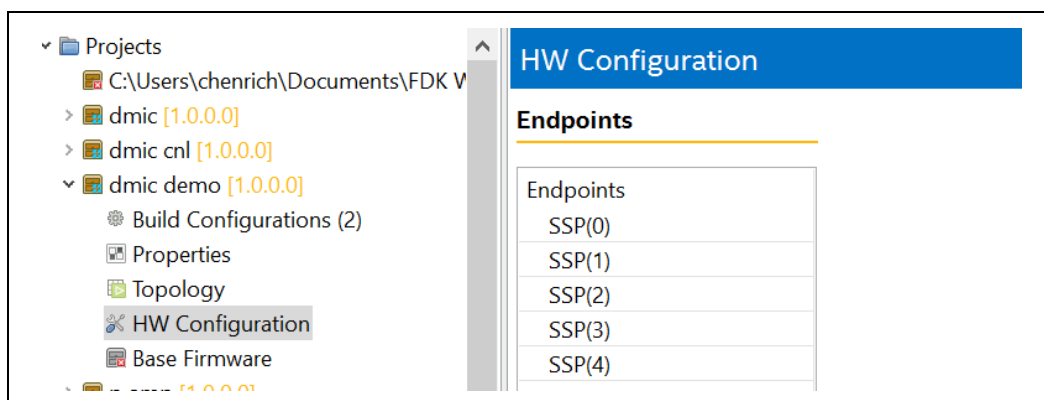 Projects
C:\Users\chenrich\Documents\FDK W
dmic [1.0.0.0]
dmic cnl [1.0.0.0]
dmic demo [1.0.0.0]
Build Configurations (2)
Properties
Topology
HW Configuration
Base Firmware
HW Configuration
Endpoints
Endpoints
SSP(0)
SSP(1)
SSP(2)
SSP(3)
SSP(4)